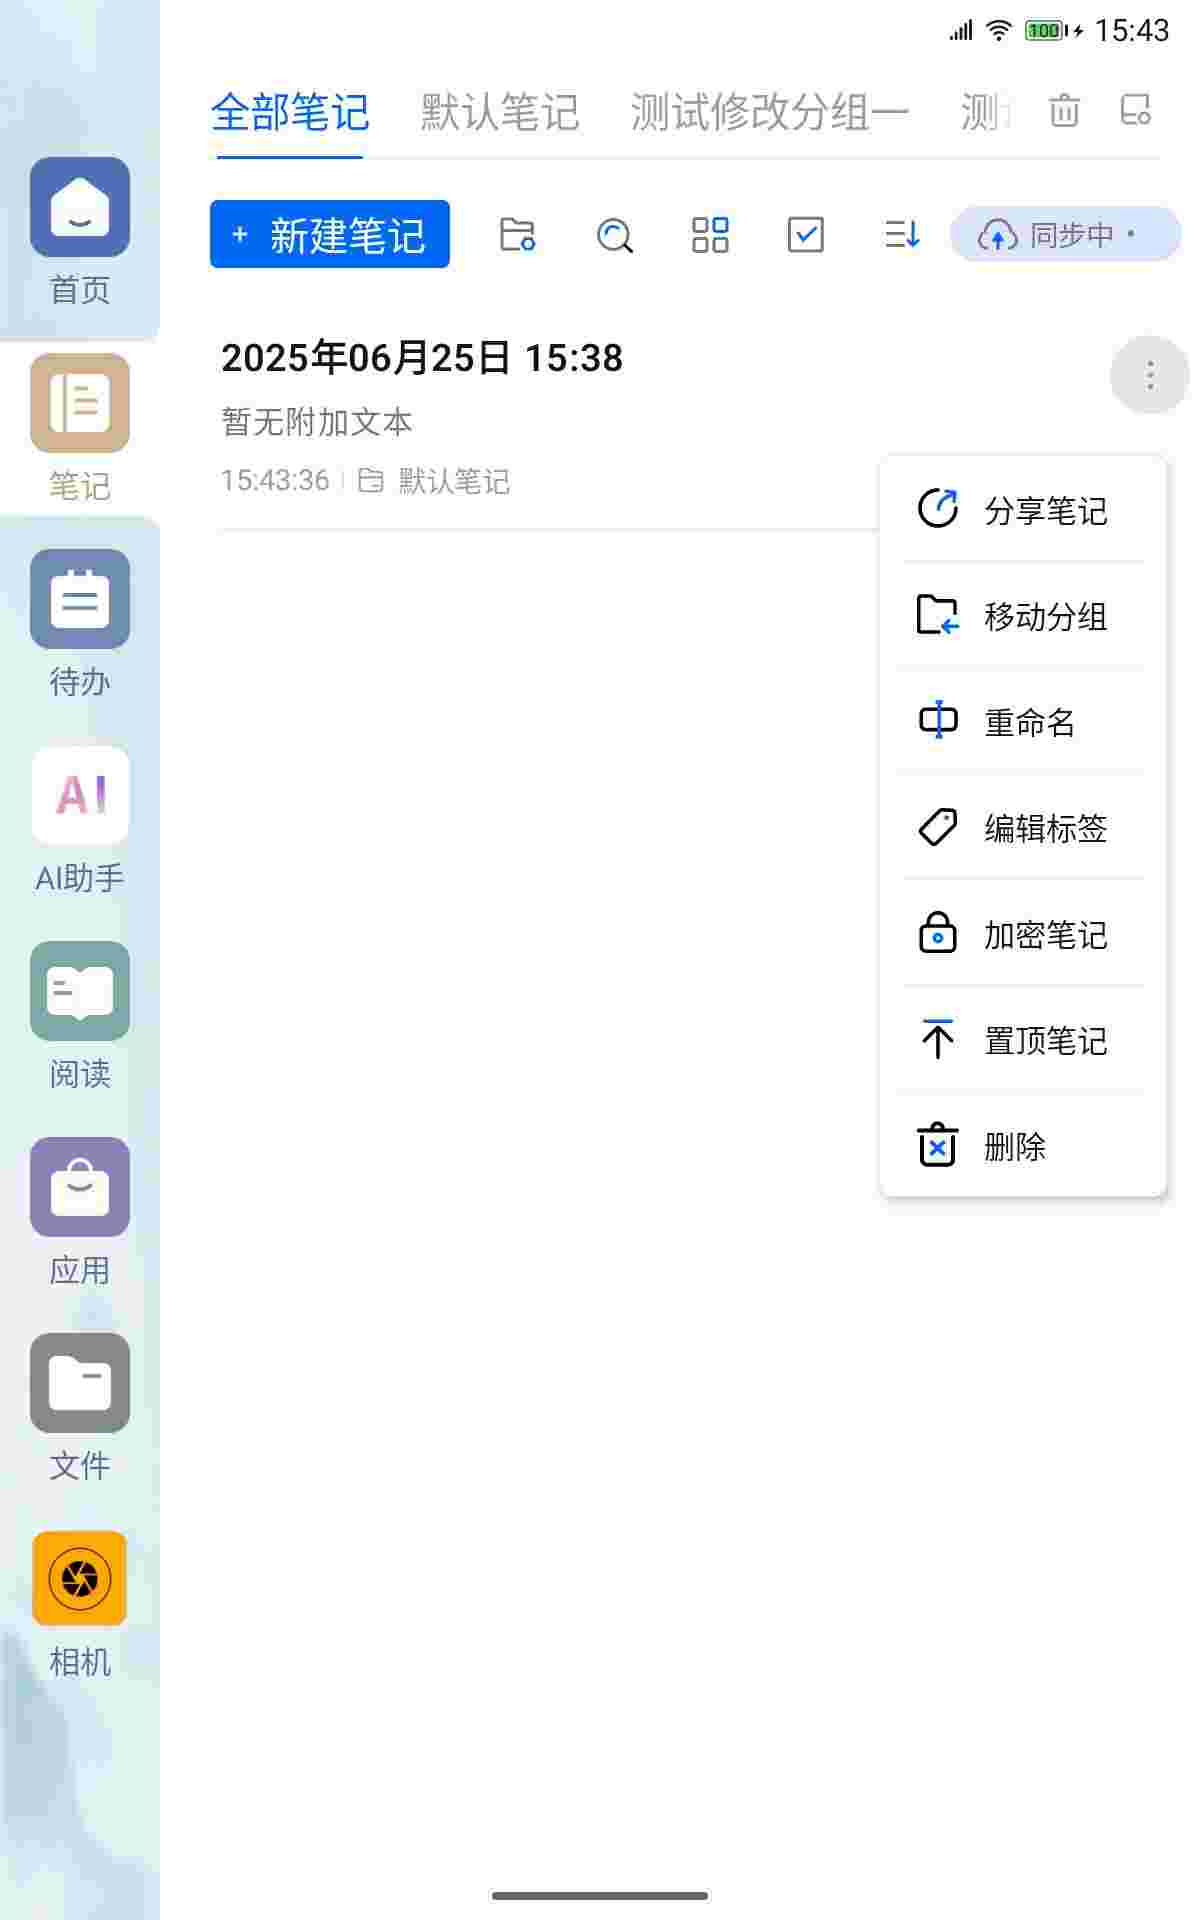 15:43
100
全部笔记 默认笔记 测试修改分组一 测
+ 新建笔记 同步中
首页
笔记
待办
AI
AI助手
阅读
应用
文件
相机
2025年06月25日 15:38
暂无附加文本
15:43:36 默认笔记
分享笔记
移动分组
重命名
编辑标签
加密笔记
置顶笔记
删除